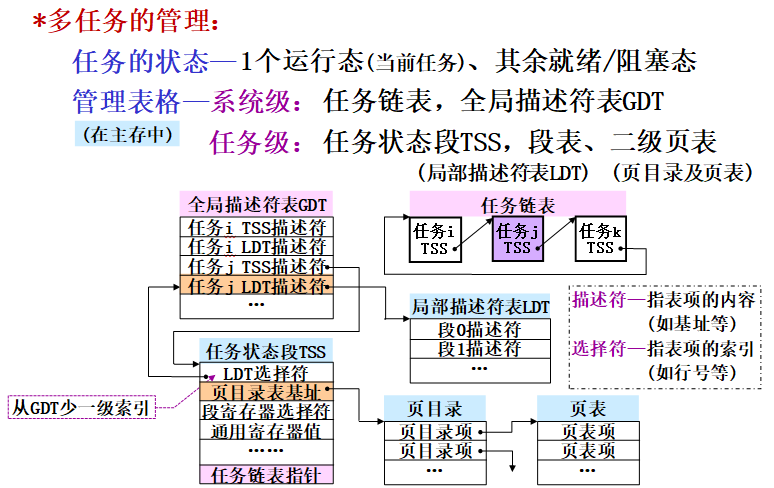 *多任务的管理：
任务的状态—1个运行态(当前任务)、其余就绪/阻塞态
管理表格—系统级：任务链表，全局描述符表GDT
(在主存中)
任务级：任务状态段TSS，段表、二级页表
(局部描述符表LDT) (页目录及页表)
全局描述符表GDT
任务i TSS描述符
任务i LDT描述符
任务j TSS描述符
任务j LDT描述符
…
任务链表
任务i
TSS
任务j
TSS
任务k
TSS
局部描述符表LDT
段0描述符
段1描述符
…
描述符—指表项的内容
(如基址等)
选择符—指表项的索引
(如行号等)
任务状态段TSS
LDT选择符
页目录表基址
段寄存器选择符
通用寄存器值
……
任务链表指针
从GDT少一级索引
页目录
页目录项
页目录项
…
页表
页表项
页表项
…